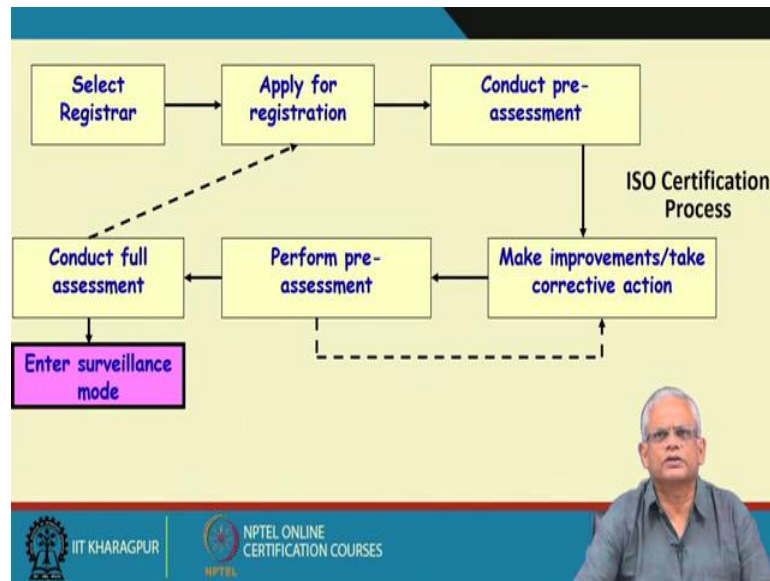 Select
Registrar
Apply for
registration
Conduct pre-
assessment
ISO Certification
Process
Conduct full
assessment
Perform pre-
assessment
Make improvements/take
corrective action
Enter surveillance
mode
IIT KHARAGPUR
NPTEL
NPTEL ONLINE
CERTIFICATION COURSES